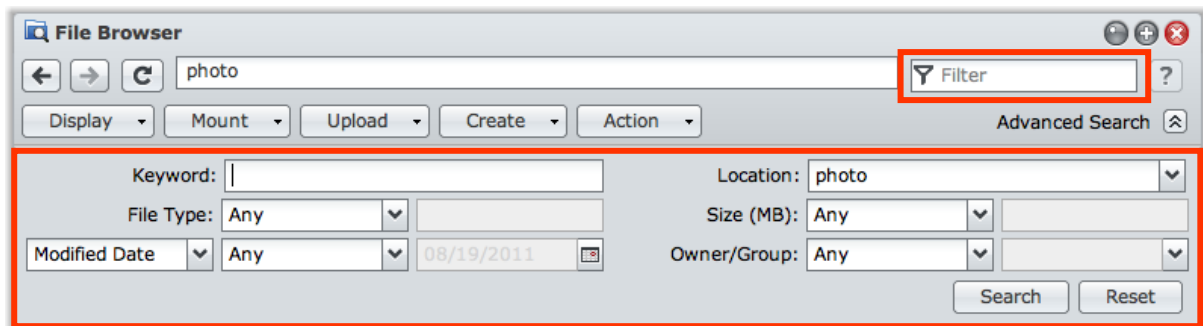 File Browser
photo Filter ?
Display Mount Upload Create Action Advanced Search
Keyword: Location: photo
File Type: Any Size (MB): Any
Modified Date Any 08/19/2011 Owner/Group: Any
Search Reset